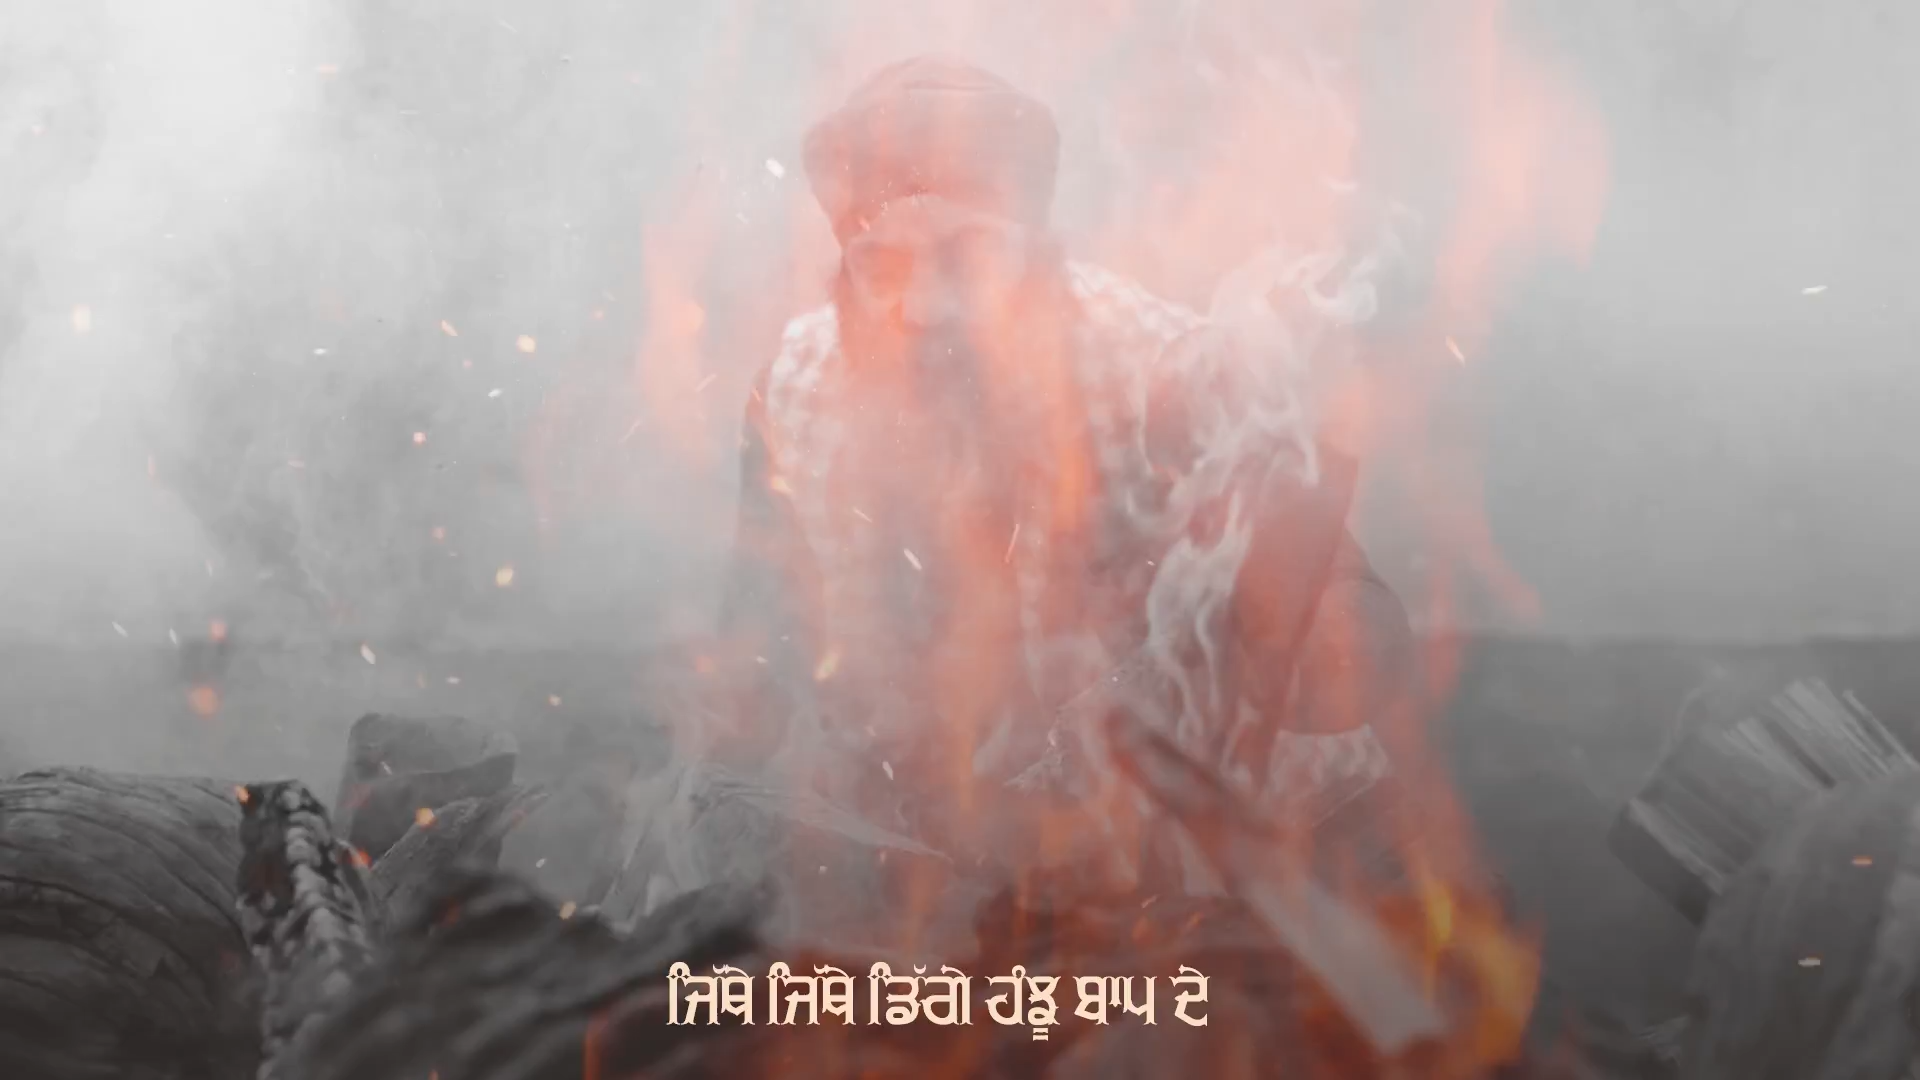 ਜਿੱਥੇ ਜਿੱਥੇ ਡਿੱਗੇ ਹੰਝੂ ਬਾਪ ਦੇ